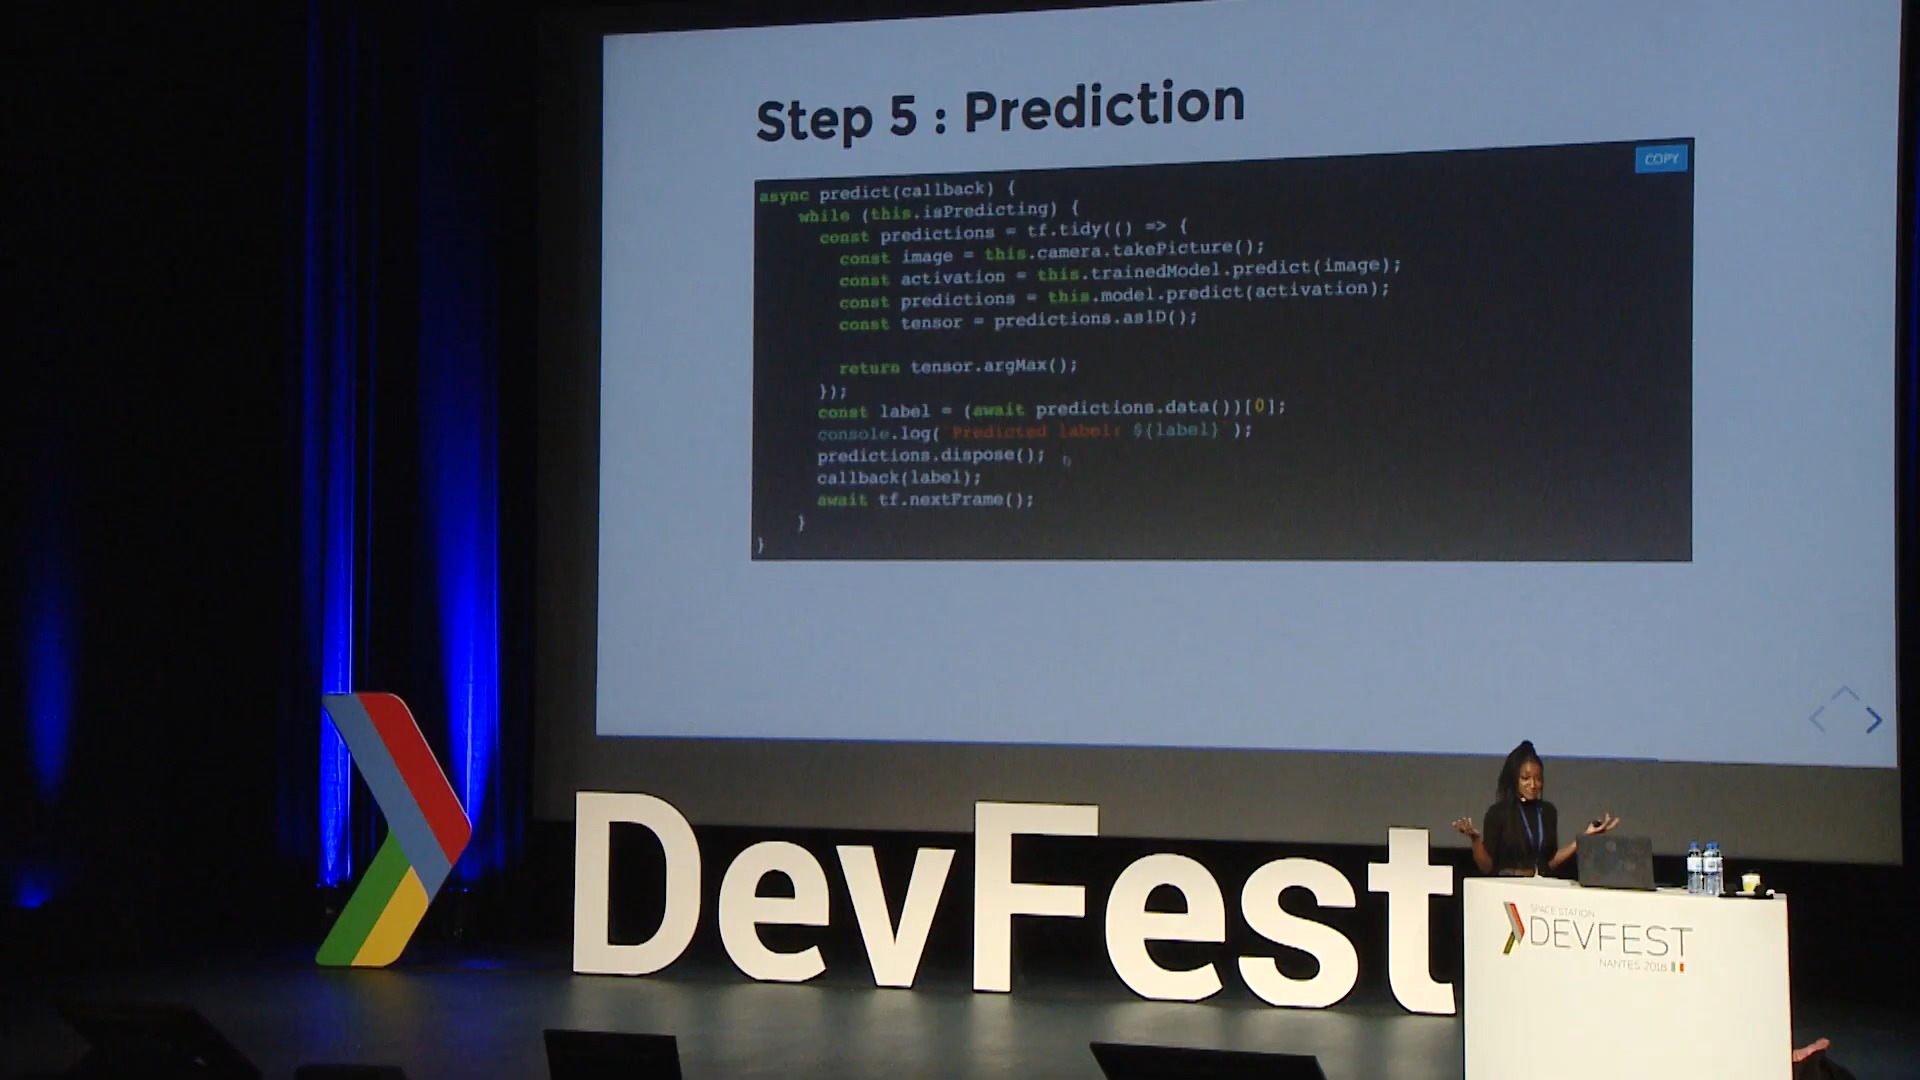 Step 5 : Prediction
COPY
async predict(callback) {
while (this.isPredicting) {
const predictions = tf.tidy(() => {
const image = this.camera.takePicture();
const activation = this.trainedModel.predict(image);
const predictions = this.model.predict(activation);
const tensor = predictions.as1D();
return tensor.argMax();
});
const label = (await predictions.data())[0];
console.log(`Predicted label: ${label}`);
predictions.dispose();
callback(label);
await tf.nextFrame();
}
}
DevFest
SPACE STATION
DEVFEST
NANTES 2018